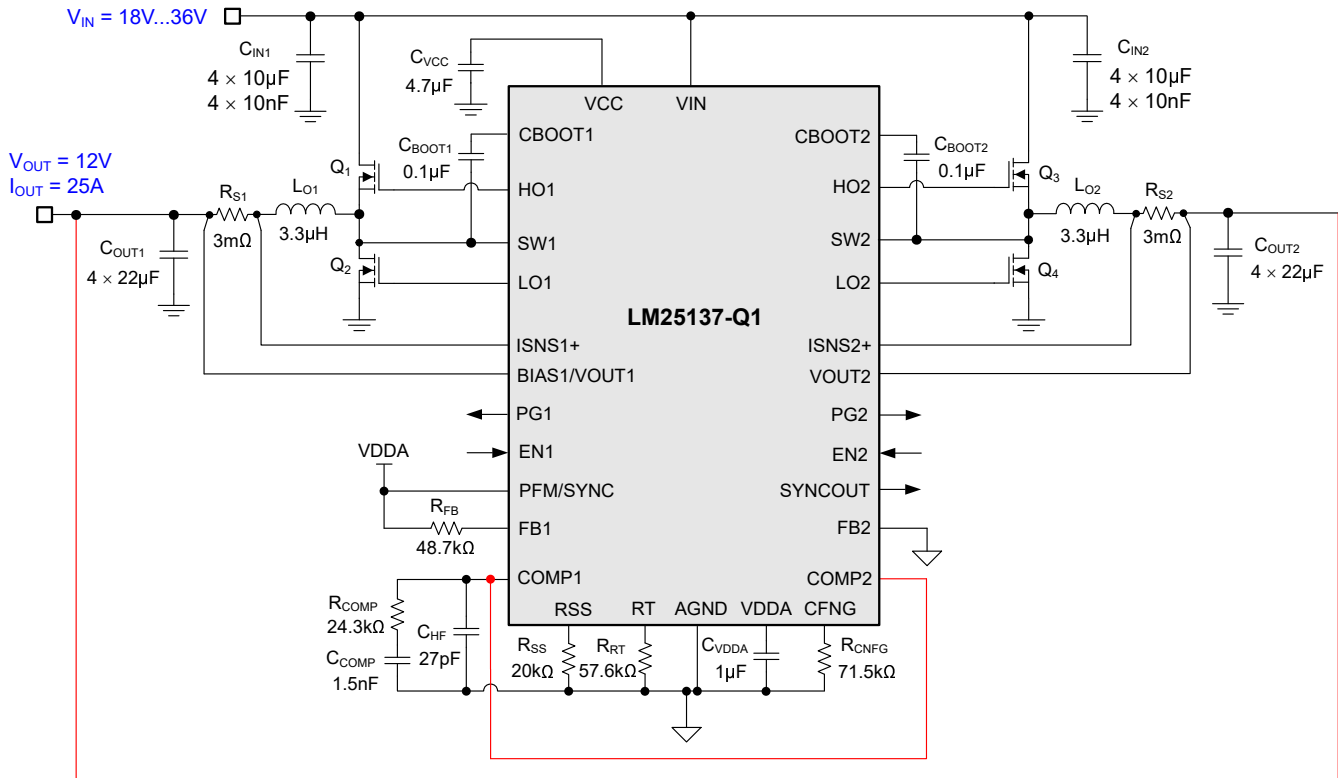 VIN = 18V...36V
CIN1
4 × 10µF
4 × 10nF
CVCC
4.7µF
CIN2
4 × 10µF
4 × 10nF
VCC
VIN
VOUT = 12V
IOUT = 25A
RS1
3mΩ
LO1
3.3µH
Q1
Q2
CBOOT1
0.1µF
COUT1
4 × 22µF
CBOOT1
HO1
SW1
LO1
ISNS1+
BIAS1/VOUT1
PG1
EN1
PFM/SYNC
FB1
COMP1
LM25137-Q1
CBOOT2
HO2
SW2
LO2
ISNS2+
VOUT2
PG2
EN2
SYNCOUT
FB2
COMP2
CBOOT2
0.1µF
Q3
Q4
LO2
3.3µH
RS2
3mΩ
COUT2
4 × 22µF
VDDA
RFB
48.7kΩ
RSS
RT
AGND
VDDA
CFNG
RCOMP
24.3kΩ
CCOMP
1.5nF
CHF
27pF
RSS
20kΩ
RRT
57.6kΩ
CVDDA
1µF
RCNFG
71.5kΩ